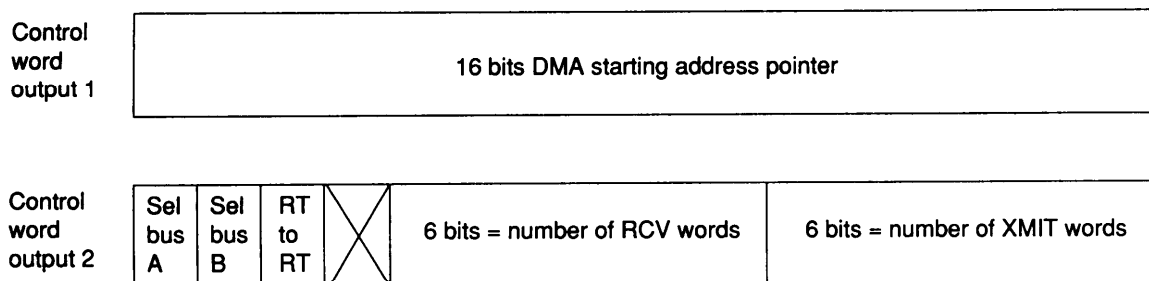 Control
word
output 1
16 bits DMA starting address pointer
Control
word
output 2
Sel
bus
A
Sel
bus
B
RT
to
RT
6 bits = number of RCV words
6 bits = number of XMIT words